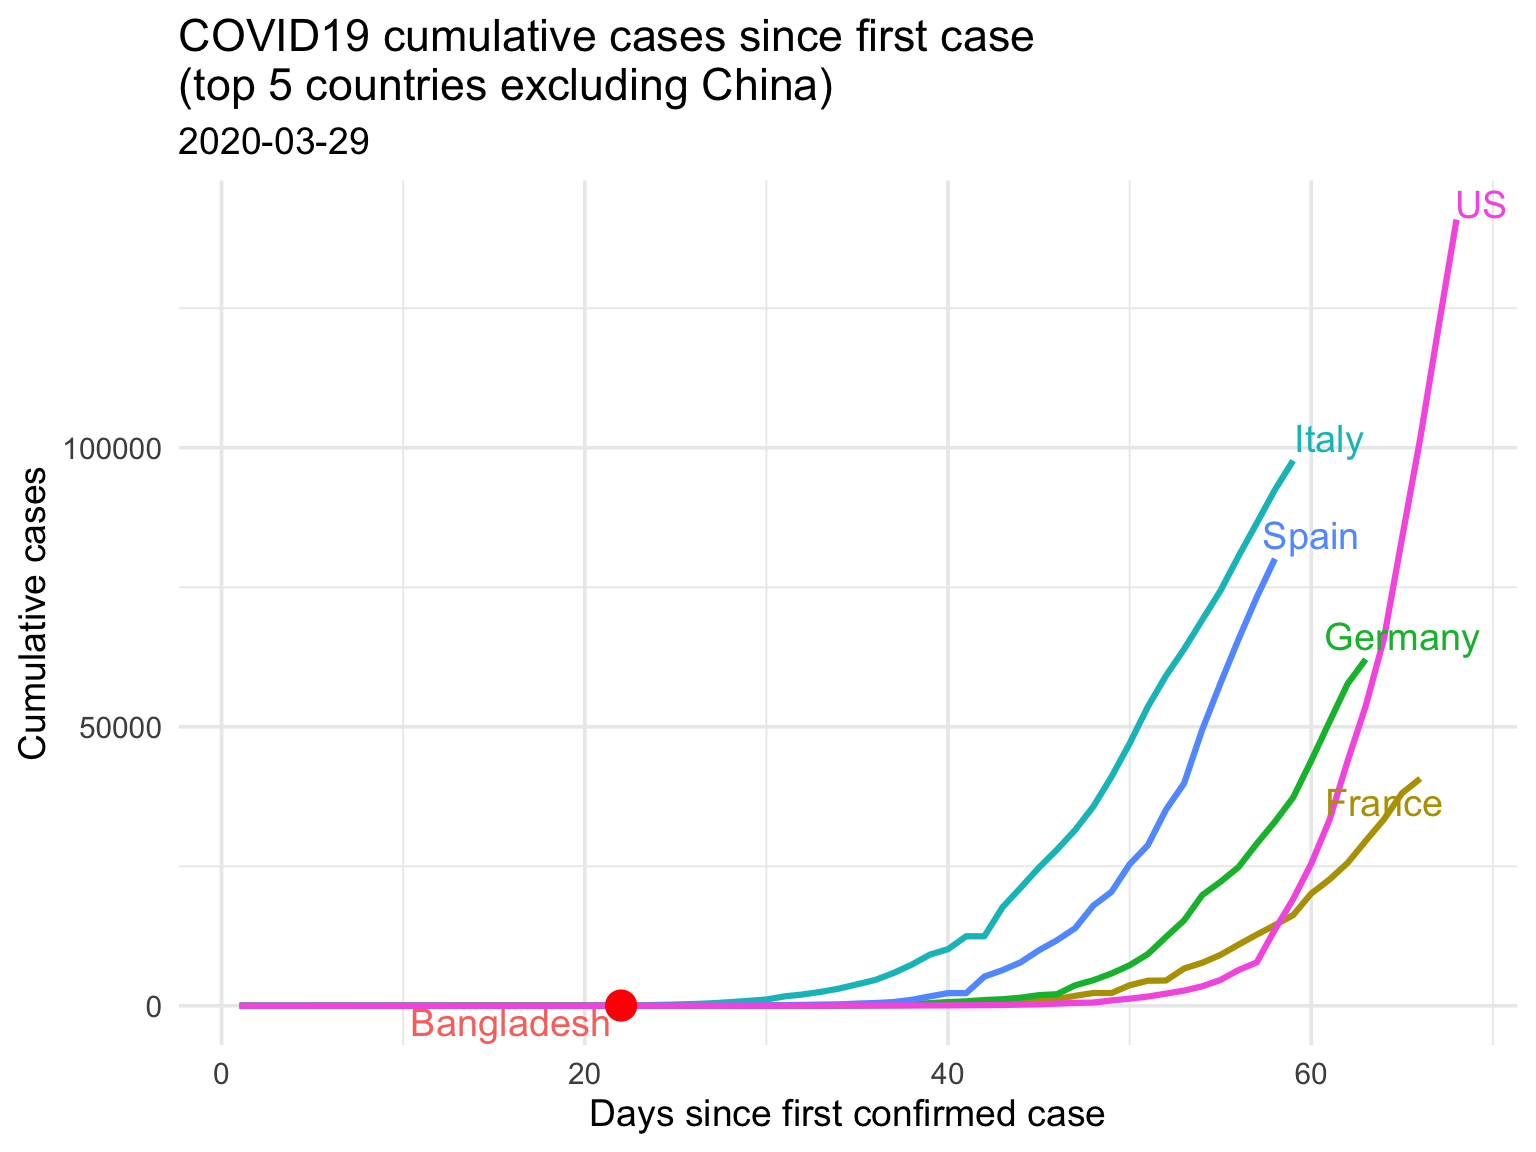 COVID19 cumulative cases since first case
(top 5 countries excluding China)
2020-03-29
US
Italy
100000
Spain
Germany
50000
France
0
Bangladesh
0 20 40 60
Days since first confirmed case
Cumulative cases